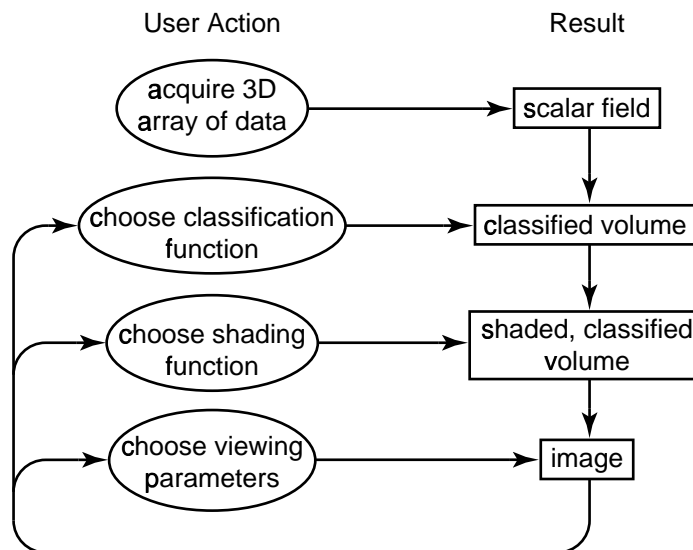 User Action
Result
acquire 3D
array of data
scalar field
choose classification
function
classified volume
choose shading
function
shaded, classified
volume
choose viewing
parameters
image